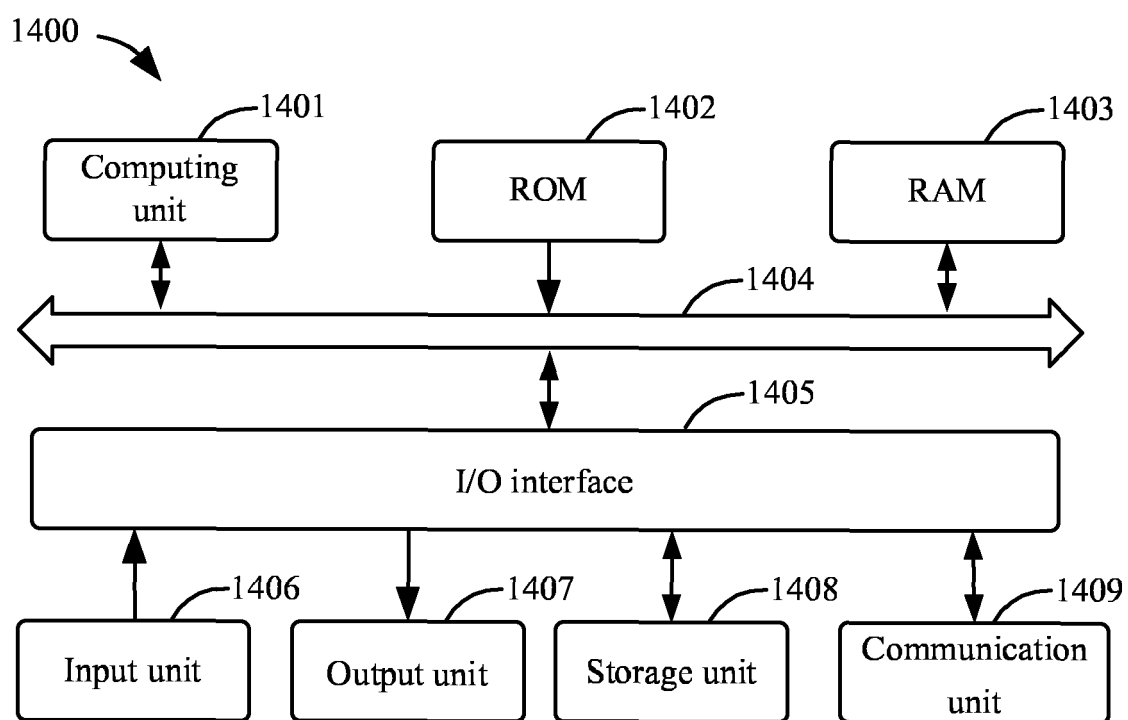 1400
1401
1402
1403
Computing
unit
ROM
RAM
1404
1405
I/O interface
1406
1407
1408
1409
Input unit
Output unit
Storage unit
Communication
unit